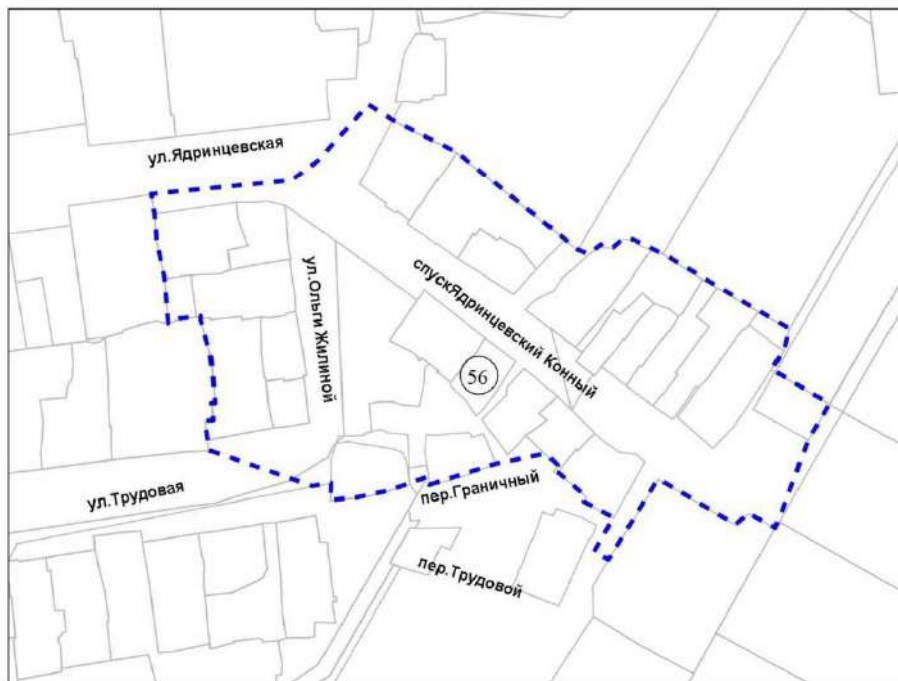 ул.Ядринцевская
спускЯдринцевский Конный
ул.Ольги Жилиной
56
ул.Трудовая
пер.Граничный
пер.Трудовой